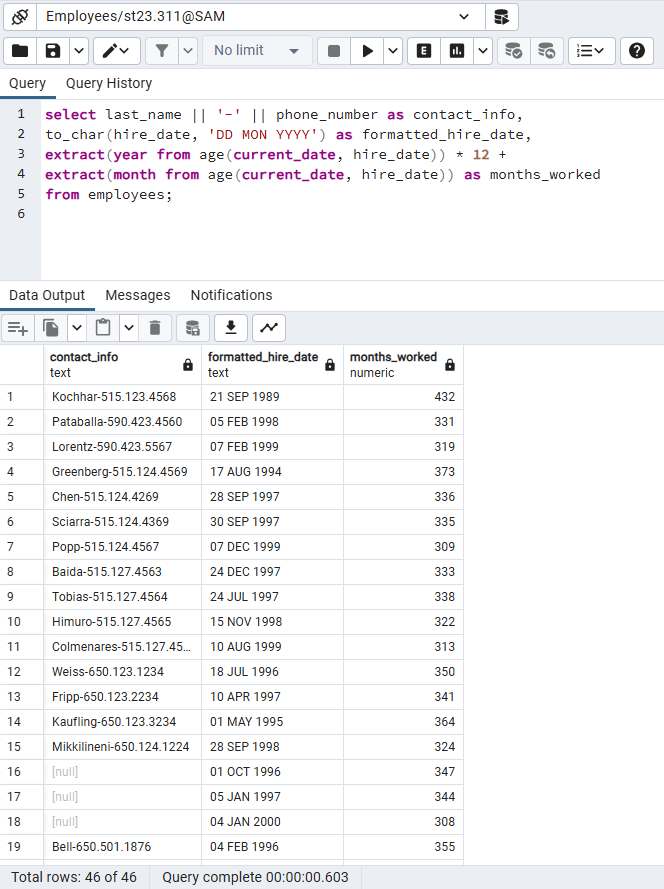 Employees/st23.311@SAM
No limit
Query Query History
1 select last_name || '-' || phone_number as contact_info,
2 to_char(hire_date, 'DD MON YYYY') as formatted_hire_date,
3 extract(year from age(current_date, hire_date)) * 12 +
4 extract(month from age(current_date, hire_date)) as months_worked
5 from employees;
6
Data Output Messages Notifications
contact_info formatted_hire_date months_worked
text text numeric
1 Kochhar-515.123.4568 21 SEP 1989 432
2 Pataballa-590.423.4560 05 FEB 1998 331
3 Lorentz-590.423.5567 07 FEB 1999 319
4 Greenberg-515.124.4569 17 AUG 1994 373
5 Chen-515.124.4269 28 SEP 1997 336
6 Sciarra-515.124.4369 30 SEP 1997 335
7 Popp-515.124.4567 07 DEC 1999 309
8 Baida-515.127.4563 24 DEC 1997 333
9 Tobias-515.127.4564 24 JUL 1997 338
10 Himuro-515.127.4565 15 NOV 1998 322
11 Colmenares-515.127.45... 10 AUG 1999 313
12 Weiss-650.123.1234 18 JUL 1996 350
13 Fripp-650.123.2234 10 APR 1997 341
14 Kaufling-650.123.3234 01 MAY 1995 364
15 Mikkilineni-650.124.1224 28 SEP 1998 324
16 [null] 01 OCT 1996 347
17 [null] 05 JAN 1997 344
18 [null] 04 JAN 2000 308
19 Bell-650.501.1876 04 FEB 1996 355
Total rows: 46 of 46 Query complete 00:00:00.603